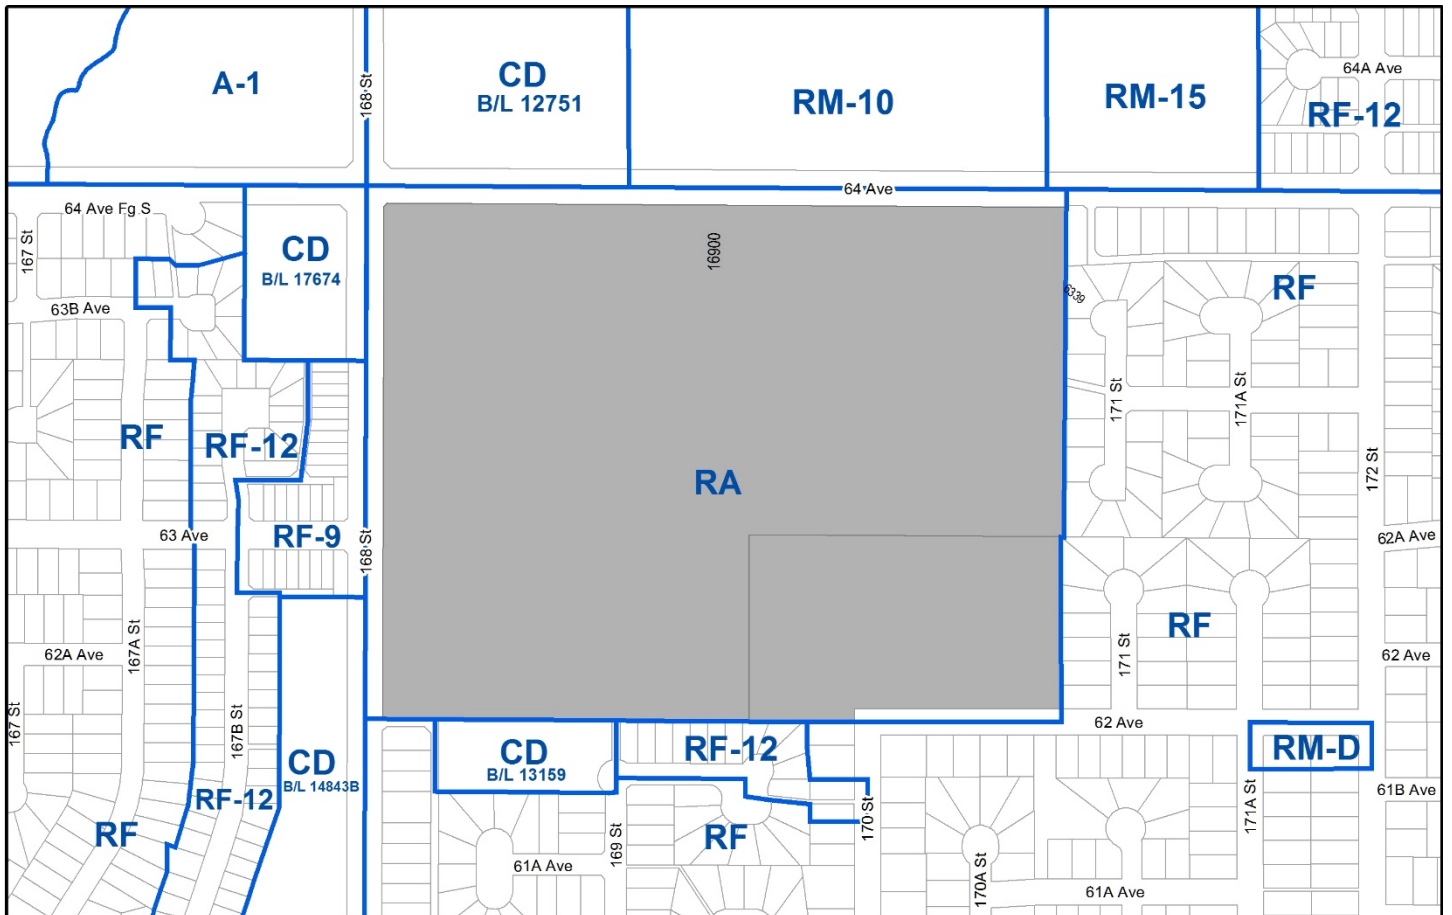 A-1
168 St
CD
B/L 12751
RM-10
RM-15
64A Ave
RF-12
64 Ave
64 Ave Fg S
167 St
CD
B/L 17674
16900
6339
RF
63B Ave
171 St
171A St
RF
RF-12
172 St
RA
63 Ave
RF-9
168 St
62A Ave
167A St
62A Ave
RF
171 St
62 Ave
167 St
167B St
62 Ave
CD
B/L 14843B
CD
B/L 13159
RF-12
RM-D
RF-12
61B Ave
RF
169 St
RF
170 St
171A St
61A Ave
170A St
61A Ave